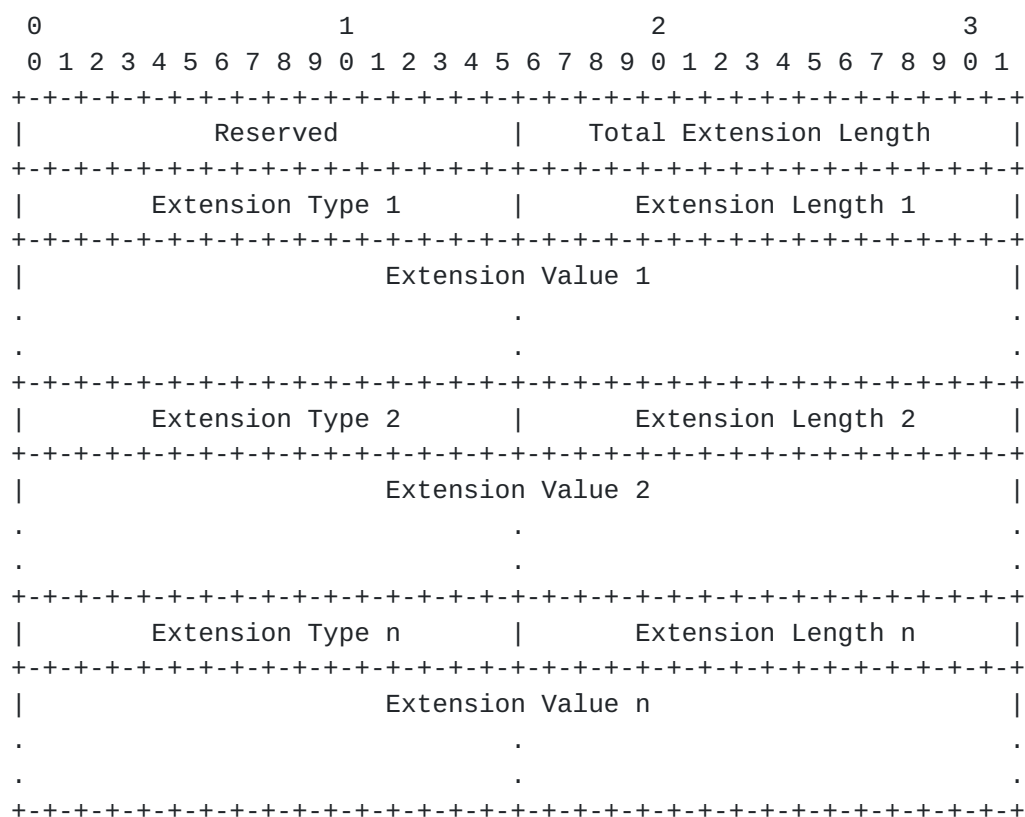 0                   1                   2                   3
 0 1 2 3 4 5 6 7 8 9 0 1 2 3 4 5 6 7 8 9 0 1 2 3 4 5 6 7 8 9 0 1
+-+-+-+-+-+-+-+-+-+-+-+-+-+-+-+-+-+-+-+-+-+-+-+-+-+-+-+-+-+-+-+-+
|            Reserved           |    Total Extension Length     |
+-+-+-+-+-+-+-+-+-+-+-+-+-+-+-+-+-+-+-+-+-+-+-+-+-+-+-+-+-+-+-+-+
|        Extension Type 1       |       Extension Length 1      |
+-+-+-+-+-+-+-+-+-+-+-+-+-+-+-+-+-+-+-+-+-+-+-+-+-+-+-+-+-+-+-+-+
|                       Extension Value 1                       |
.                               .                               .
.                               .                               .
+-+-+-+-+-+-+-+-+-+-+-+-+-+-+-+-+-+-+-+-+-+-+-+-+-+-+-+-+-+-+-+-+
|        Extension Type 2       |       Extension Length 2      |
+-+-+-+-+-+-+-+-+-+-+-+-+-+-+-+-+-+-+-+-+-+-+-+-+-+-+-+-+-+-+-+-+
|                       Extension Value 2                       |
.                               .                               .
.                               .                               .
+-+-+-+-+-+-+-+-+-+-+-+-+-+-+-+-+-+-+-+-+-+-+-+-+-+-+-+-+-+-+-+-+
|        Extension Type n       |       Extension Length n      |
+-+-+-+-+-+-+-+-+-+-+-+-+-+-+-+-+-+-+-+-+-+-+-+-+-+-+-+-+-+-+-+-+
|                       Extension Value n                       |
.                               .                               .
.                               .                               .
+-+-+-+-+-+-+-+-+-+-+-+-+-+-+-+-+-+-+-+-+-+-+-+-+-+-+-+-+-+-+-+-+